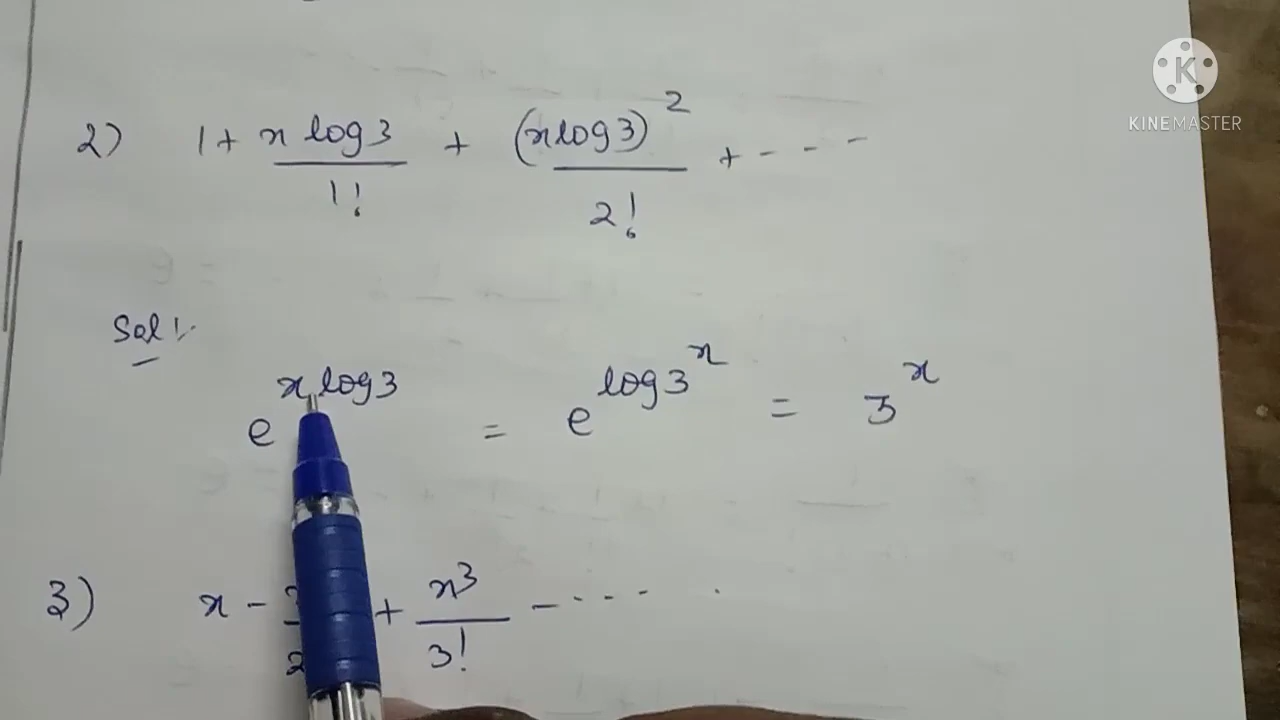 K
KINEMASTER
2) 1 + x log 3 / 1! + (x log 3)^2 / 2! + - - -
Sol :
e^{x log 3} = e^{log 3^x} = 3^x
3) x - + x^3 / 3! - - - - -